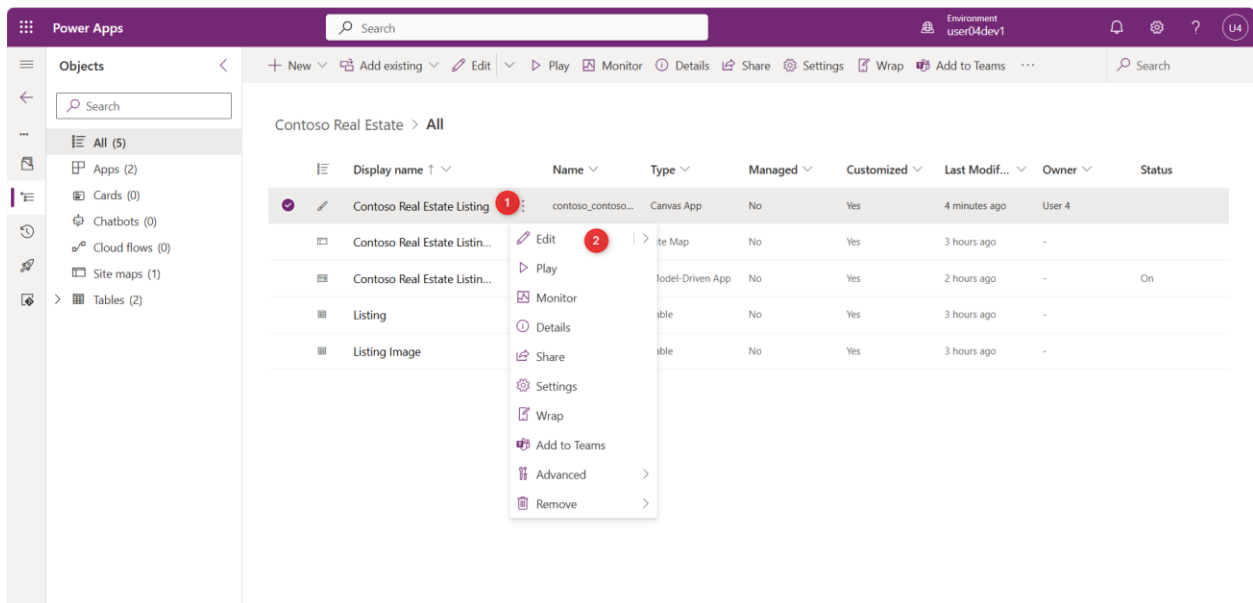 Power Apps
Search
Environment
user04dev1
U4
Objects
New
Add existing
Edit
Play
Monitor
Details
Share
Settings
Wrap
Add to Teams
...
Search
Search
All (5)
Apps (2)
Cards (0)
Chatbots (0)
Cloud flows (0)
Site maps (1)
Tables (2)
Contoso Real Estate > All
Display name ↑ Name Type Managed Customized Last Modif... Owner Status
Contoso Real Estate Listing 1 contoso_contoso... Canvas App No Yes 4 minutes ago User 4
Contoso Real Estate Listin... te Map No Yes 3 hours ago -
Contoso Real Estate Listin... Model-Driven App No Yes 2 hours ago - On
Listing able No Yes 3 hours ago -
Listing Image able No Yes 3 hours ago -
Edit 2
Play
Monitor
Details
Share
Settings
Wrap
Add to Teams
Advanced
Remove